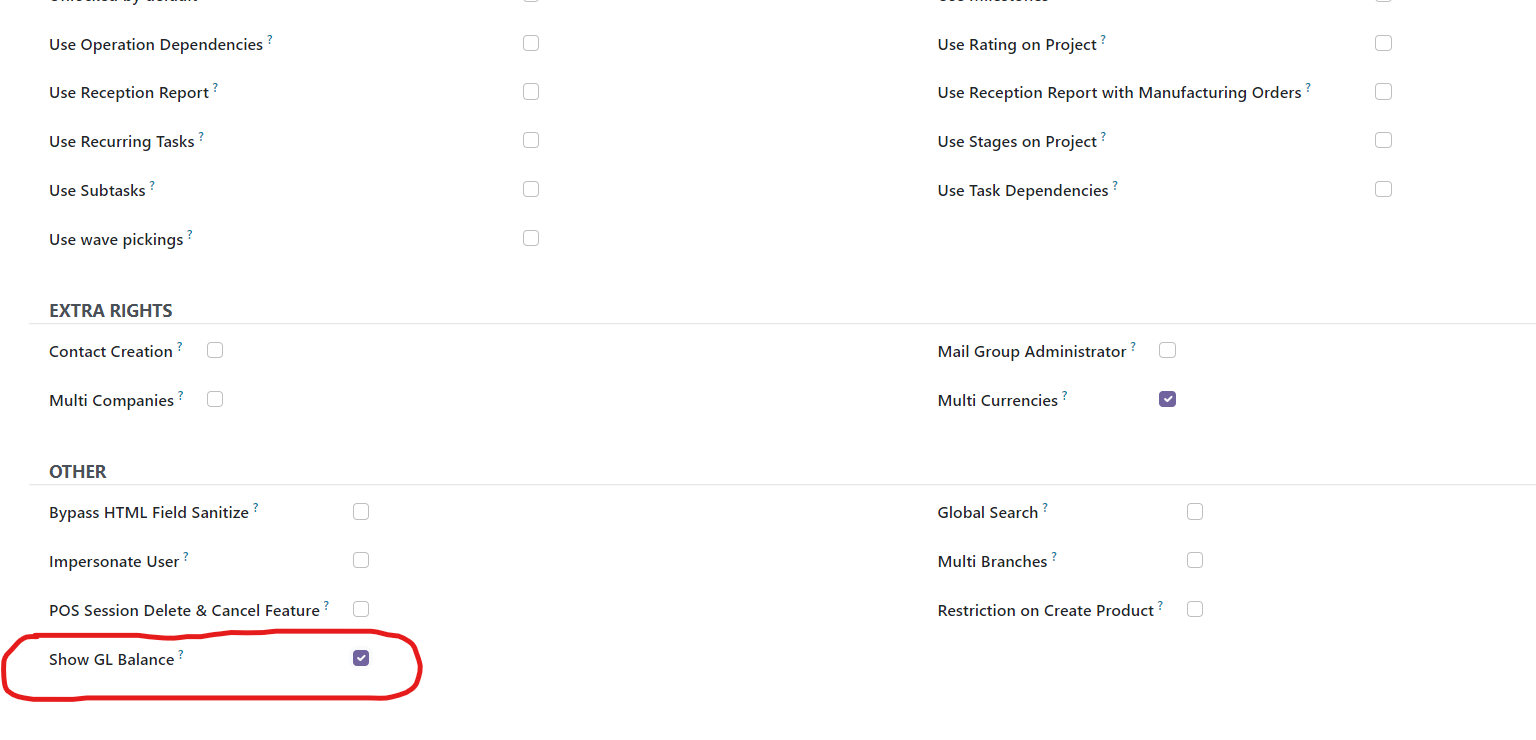 Use Operation Dependencies ?
Use Rating on Project ?
Use Reception Report ?
Use Reception Report with Manufacturing Orders ?
Use Recurring Tasks ?
Use Stages on Project ?
Use Subtasks ?
Use Task Dependencies ?
Use wave pickings ?
EXTRA RIGHTS
Contact Creation ?
Mail Group Administrator ?
Multi Companies ?
Multi Currencies ?
OTHER
Bypass HTML Field Sanitize ?
Global Search ?
Impersonate User ?
Multi Branches ?
POS Session Delete & Cancel Feature ?
Restriction on Create Product ?
Show GL Balance ?